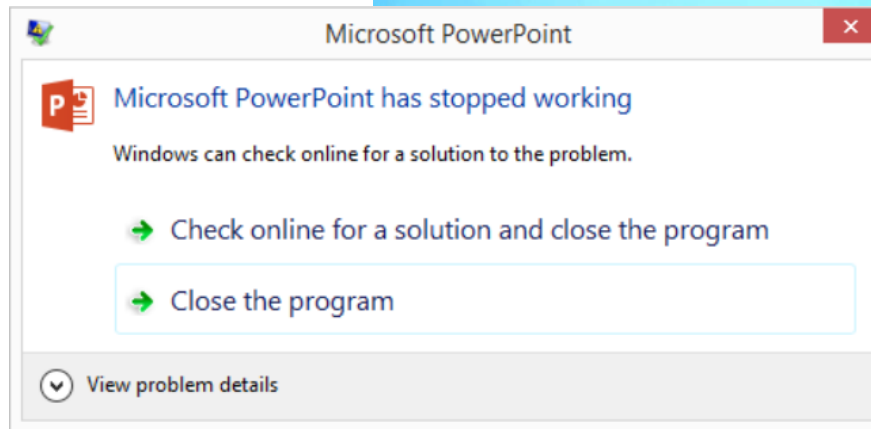 Microsoft PowerPoint
Microsoft PowerPoint has stopped working
Windows can check online for a solution to the problem.
Check online for a solution and close the program
Close the program
View problem details